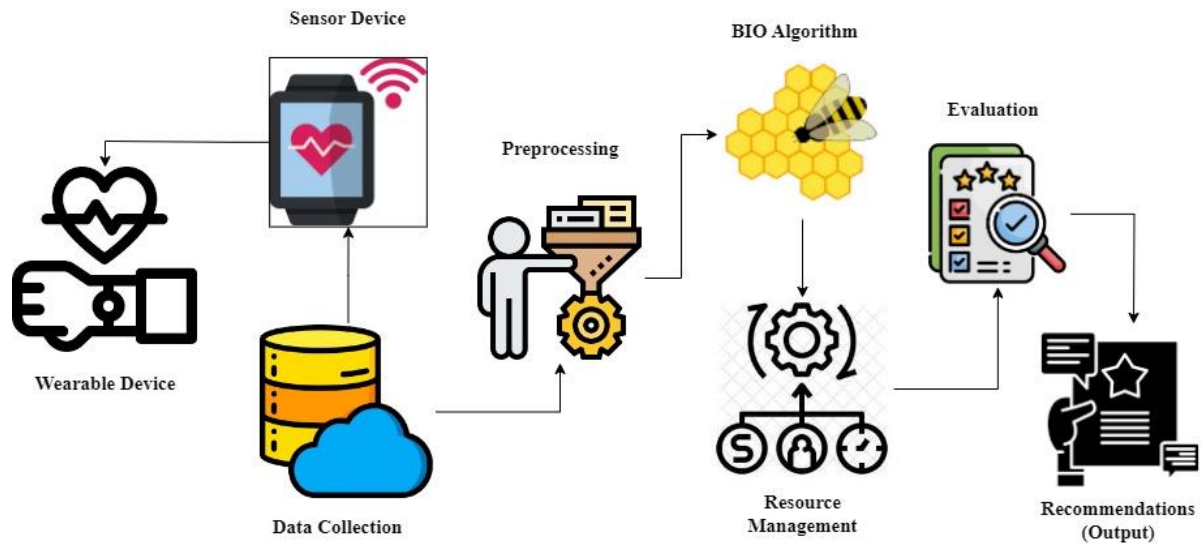 Sensor Device
BIO Algorithm
Evaluation
Preprocessing
Wearable Device
S
Data Collection
Resource
Management
Recommendations
(Output)